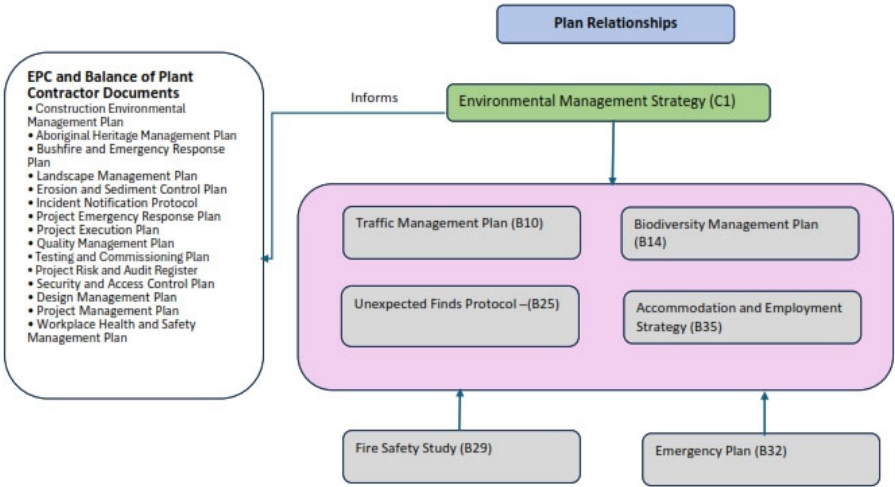 Plan Relationships
EPC and Balance of Plant
Contractor Documents
• Construction Environmental
Management Plan
• Aboriginal Heritage Management Plan
• Bushfire and Emergency Response
Plan
• Landscape Management Plan
• Erosion and Sediment Control Plan
• Incident Notification Protocol
• Project Emergency Response Plan
• Project Execution Plan
• Quality Management Plan
• Testing and Commissioning Plan
• Project Risk and Audit Register
• Security and Access Control Plan
• Design Management Plan
• Project Management Plan
• Workplace Health and Safety
Management Plan
Informs
Environmental Management Strategy (C1)
Traffic Management Plan (B10)
Biodiversity Management Plan
(B14)
Unexpected Finds Protocol –(B25)
Accommodation and Employment
Strategy (B35)
Fire Safety Study (B29)
Emergency Plan (B32)